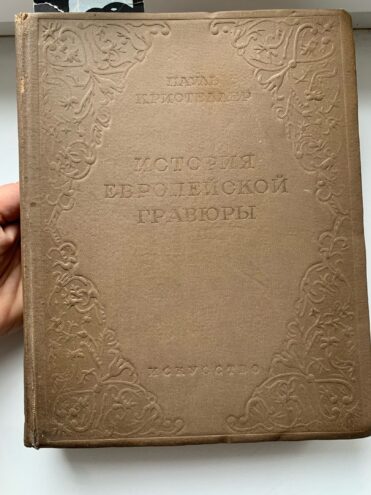 ПАУЛЬ
КРИСТЕЛЛЕР
ИСТОРИЯ
ЕВРОПЕЙСКОЙ
ГРАВЮРЫ
ИСКУССТВО